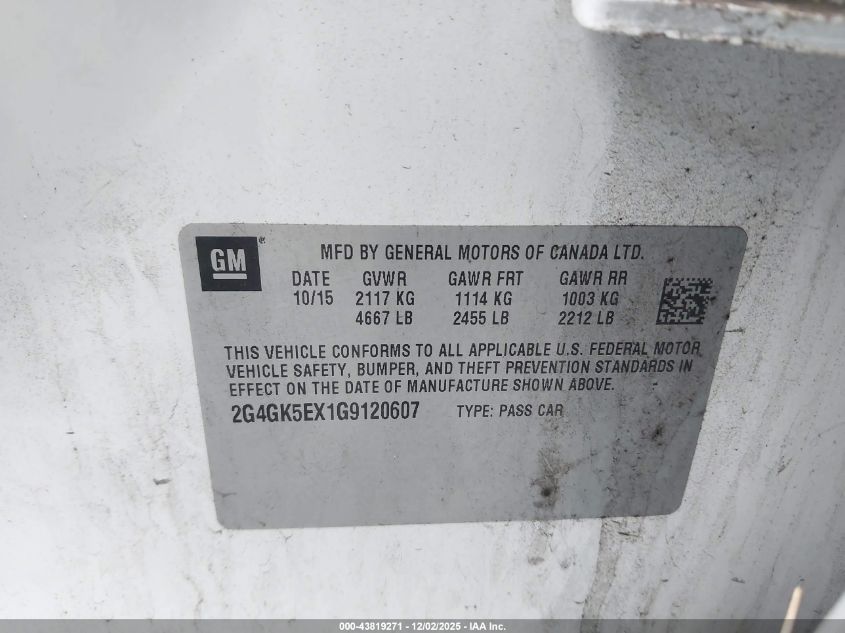 GM ® MFD BY GENERAL MOTORS OF CANADA LTD.
DATE GVWR GAWR FRT GAWR RR
10/15 2117 KG 1114 KG 1003 KG
4667 LB 2455 LB 2212 LB
THIS VEHICLE CONFORMS TO ALL APPLICABLE U.S. FEDERAL MOTOR
VEHICLE SAFETY, BUMPER, AND THEFT PREVENTION STANDARDS IN
EFFECT ON THE DATE OF MANUFACTURE SHOWN ABOVE.
2G4GK5EX1G9120607 TYPE: PASS CAR
000-43819271 - 12/02/2025 - IAA Inc.